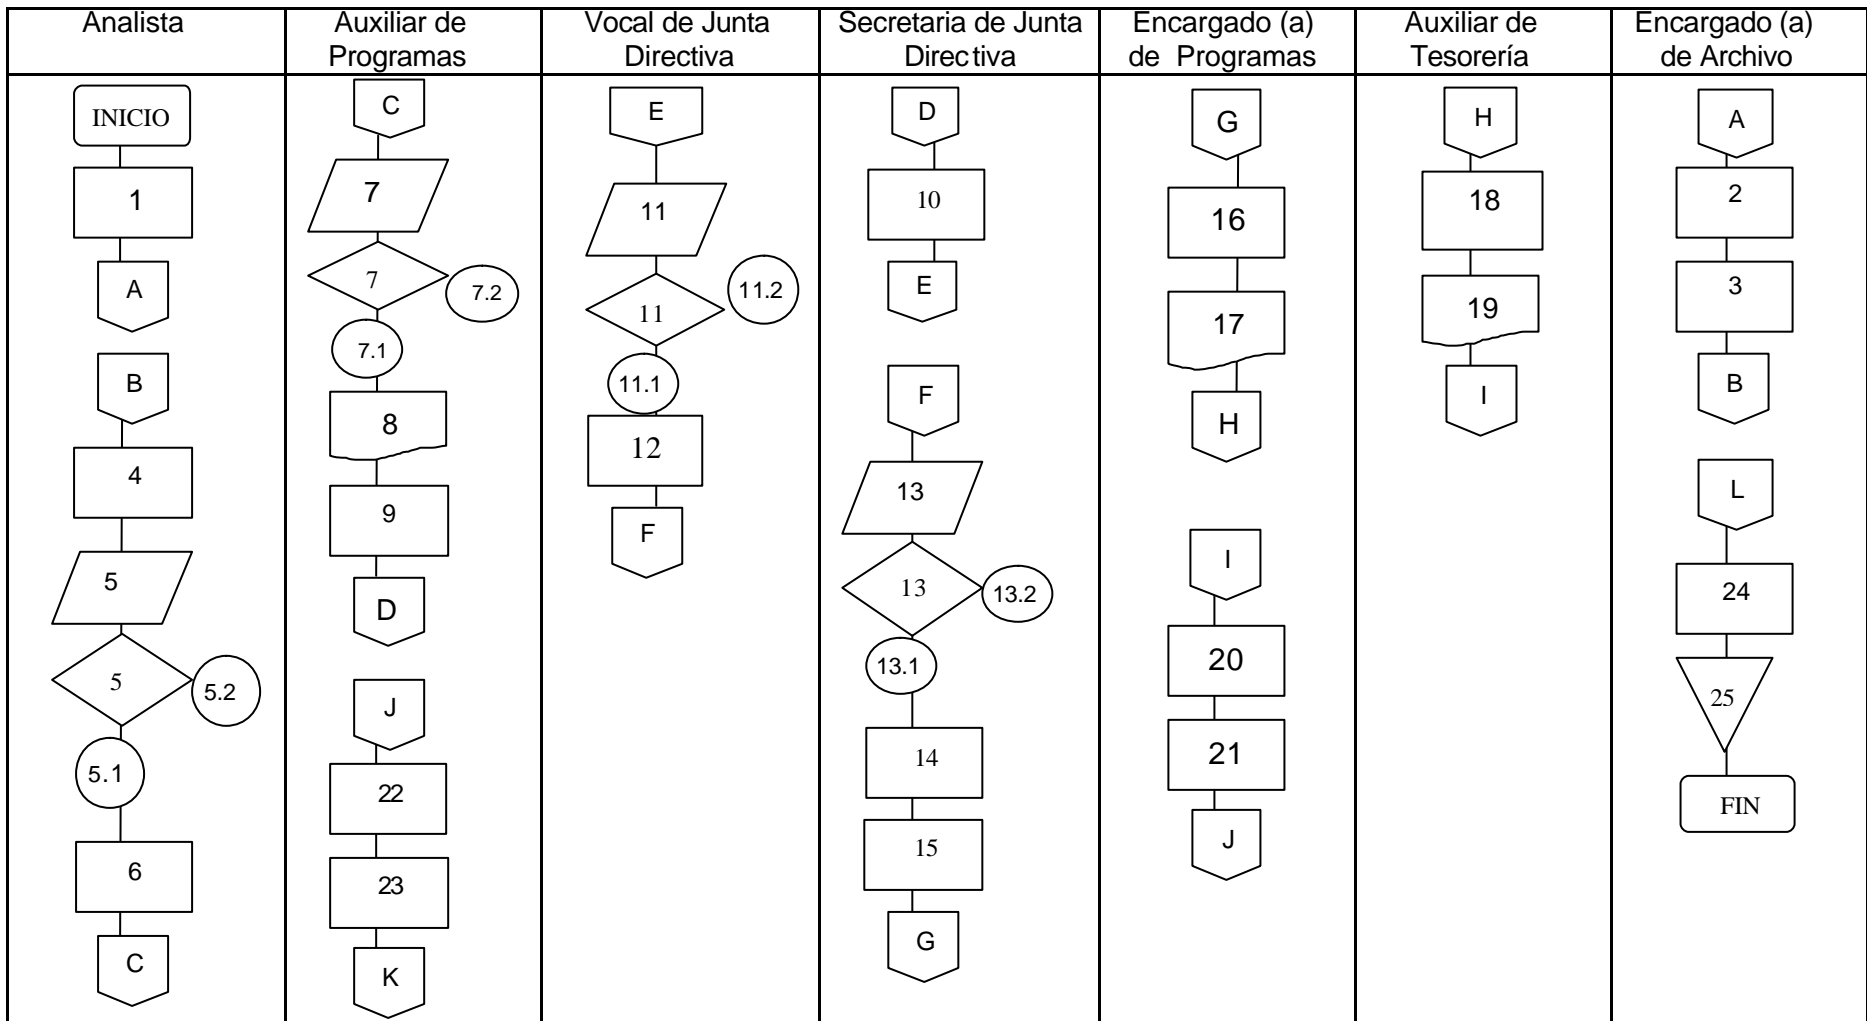 Analista
Auxiliar de
Programas
Vocal de Junta
Directiva
Secretaria de Junta
Directiva
Encargado (a)
de Programas
Auxiliar de
Tesorería
Encargado (a)
de Archivo
INICIO
1
A
B
4
5
5
5.2
5.1
6
C
C
7
7
7.2
7.1
8
9
D
J
22
23
K
E
11
11
11.2
11.1
12
F
D
10
E
F
13
13
13.2
13.1
14
15
G
G
16
17
H
I
20
21
J
H
18
19
I
A
2
3
B
L
24
25
FIN